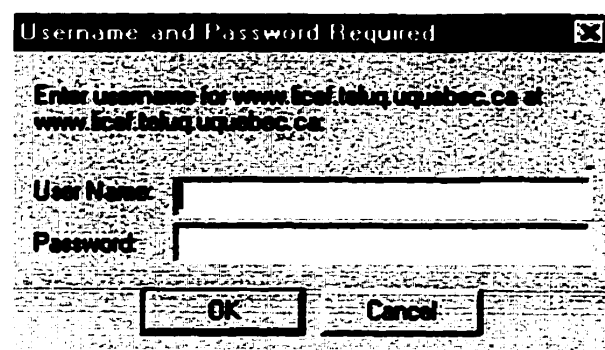 Username and Password Required
Enter username for www.licef.teluq.uquebec.ca at
www.licef.teluq.uquebec.ca:
User Name:
Password:
OK Cancel